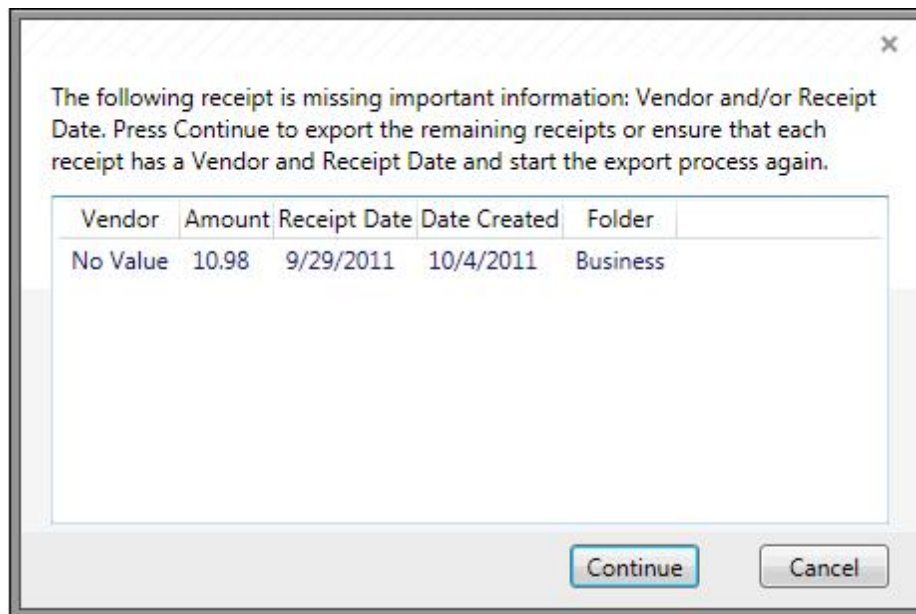 The following receipt is missing important information: Vendor and/or Receipt
Date. Press Continue to export the remaining receipts or ensure that each
receipt has a Vendor and Receipt Date and start the export process again.
Vendor Amount Receipt Date Date Created Folder
No Value 10.98 9/29/2011 10/4/2011 Business
Continue Cancel